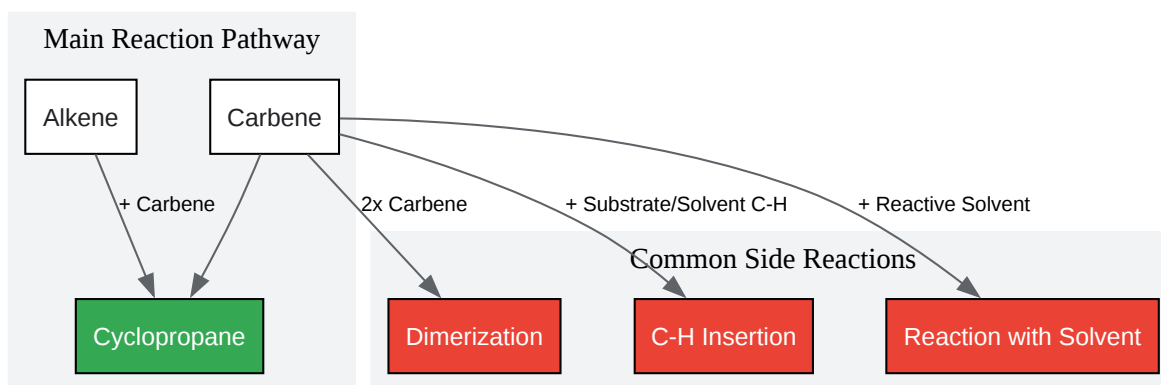 Main Reaction Pathway
Alkene
Carbene
+ Carbene
2x Carbene
+ Substrate/Solvent C-H
+ Reactive Solvent
Common Side Reactions
Cyclopropane
Dimerization
C-H Insertion
Reaction with Solvent